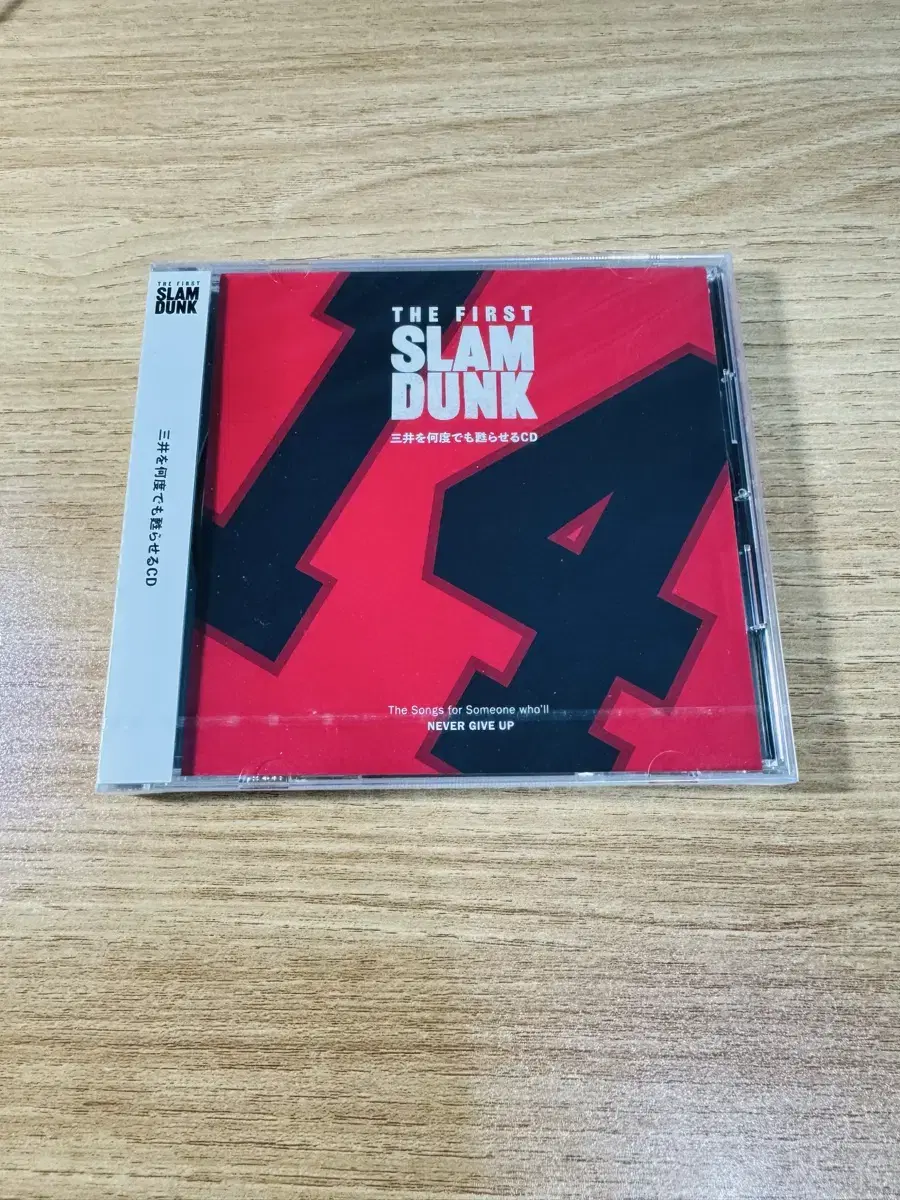 THE FIRST
SLAM
DUNK
三井を何度でも甦らせるCD
THE FIRST
SLAM
DUNK
三井を何度でも甦らせるCD
14
The Songs for Someone who'll
NEVER GIVE UP